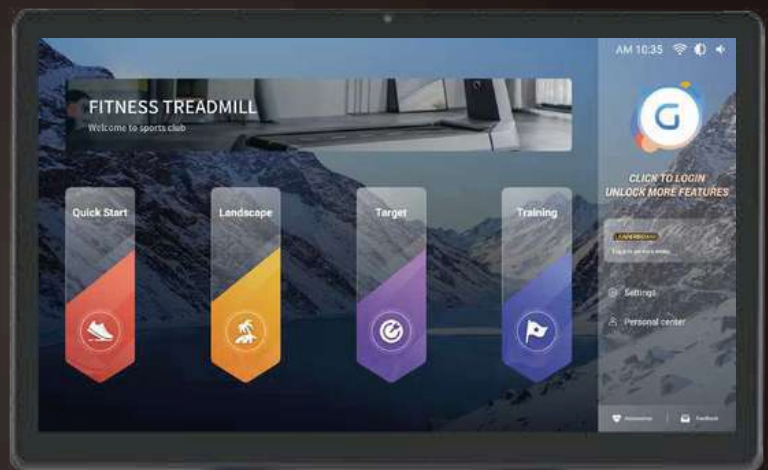 AM 10:35
FITNESS TREADMILL
Welcome to sports club
Quick Start
Landscape
Target
Training
G
CLICK TO LOGIN
UNLOCK MORE FEATURES
Settings
Personal center
Feedback